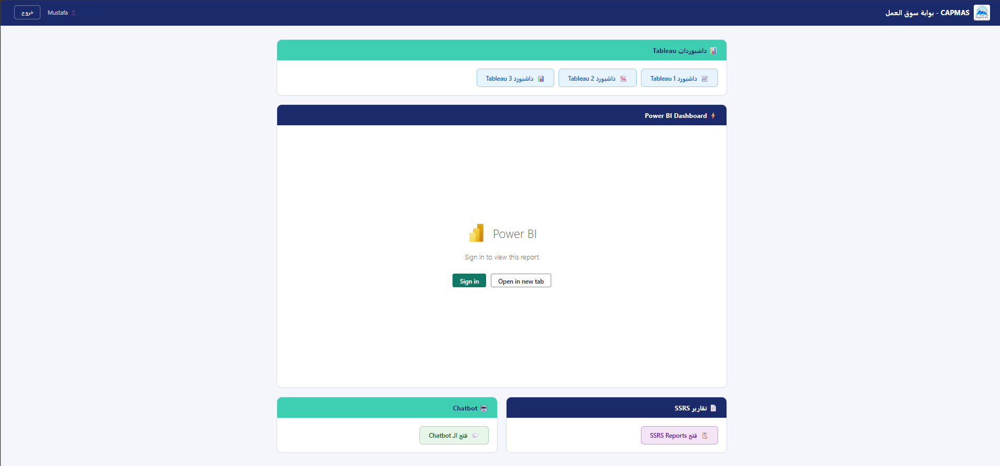 CAPMAS - بوابة سوق العمل
Mustafa
خروج
داشبوردات Tableau
داشبورد Tableau 1
داشبورد Tableau 2
داشبورد Tableau 3
Power BI Dashboard
Power BI
Sign in to view this report
Sign in
Open in new tab
تقارير SSRS
فتح SSRS Reports
Chatbot
فتح الـ Chatbot